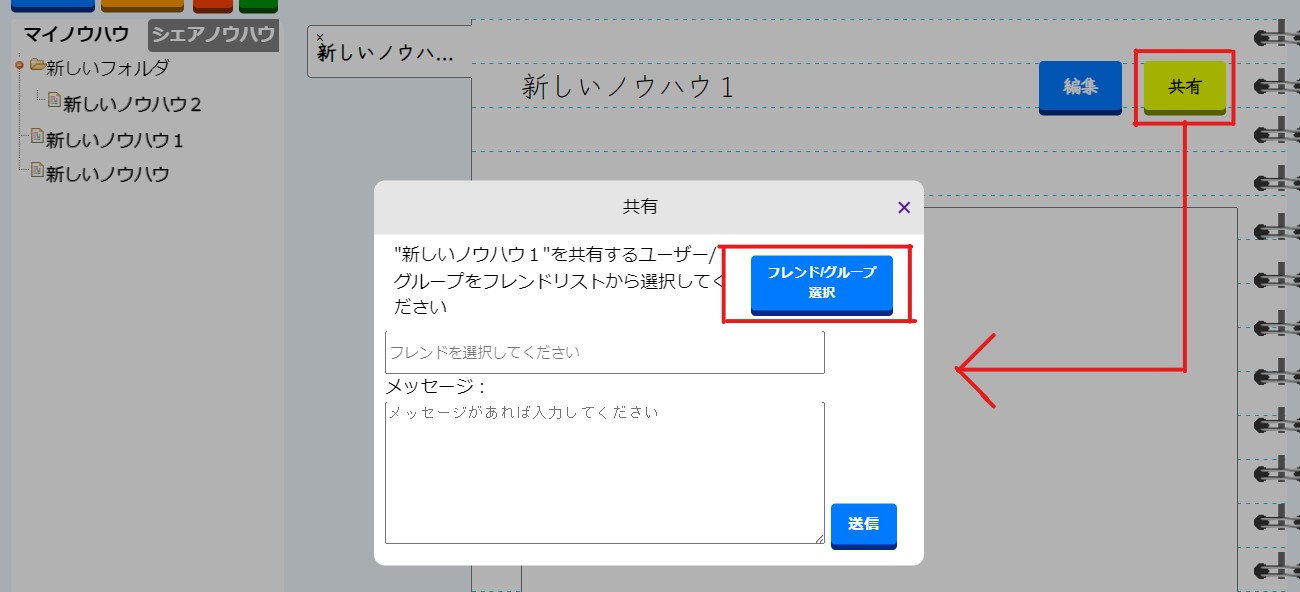 マイノウハウ シェアノウハウ
新しいフォルダ
新しいノウハウ２
新しいノウハウ１
新しいノウハウ
×
新しいノウハ...
新しいノウハウ１
編集
共有
共有
×
"新しいノウハウ１"を共有するユーザー/
グループをフレンドリストから選択してく
ださい
フレンド/グループ
選択
フレンドを選択してください
メッセージ：
メッセージがあれば入力してください
送信